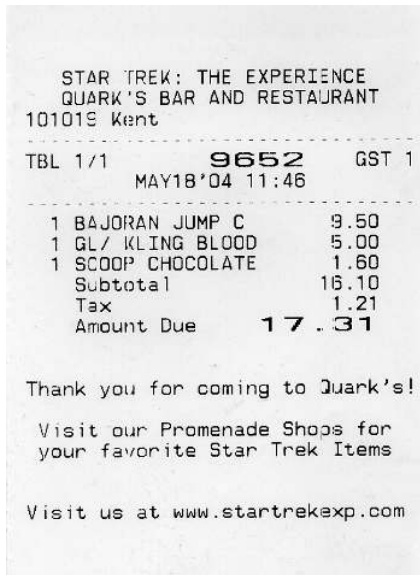 STAR TREK: THE EXPERIENCE
QUARK'S BAR AND RESTAURANT
101019 Kent
TBL 1/1 9652 GST 1
MAY18'04 11:46
1 BAJORAN JUMP C 9.50
1 GL/ KLING BLOOD 5.00
1 SCOOP CHOCOLATE 1.60
Subtotal 16.10
Tax 1.21
Amount Due 17.31
Thank you for coming to Quark's!
Visit our Promenade Shops for
your favorite Star Trek Items
Visit us at www.startrekexp.com